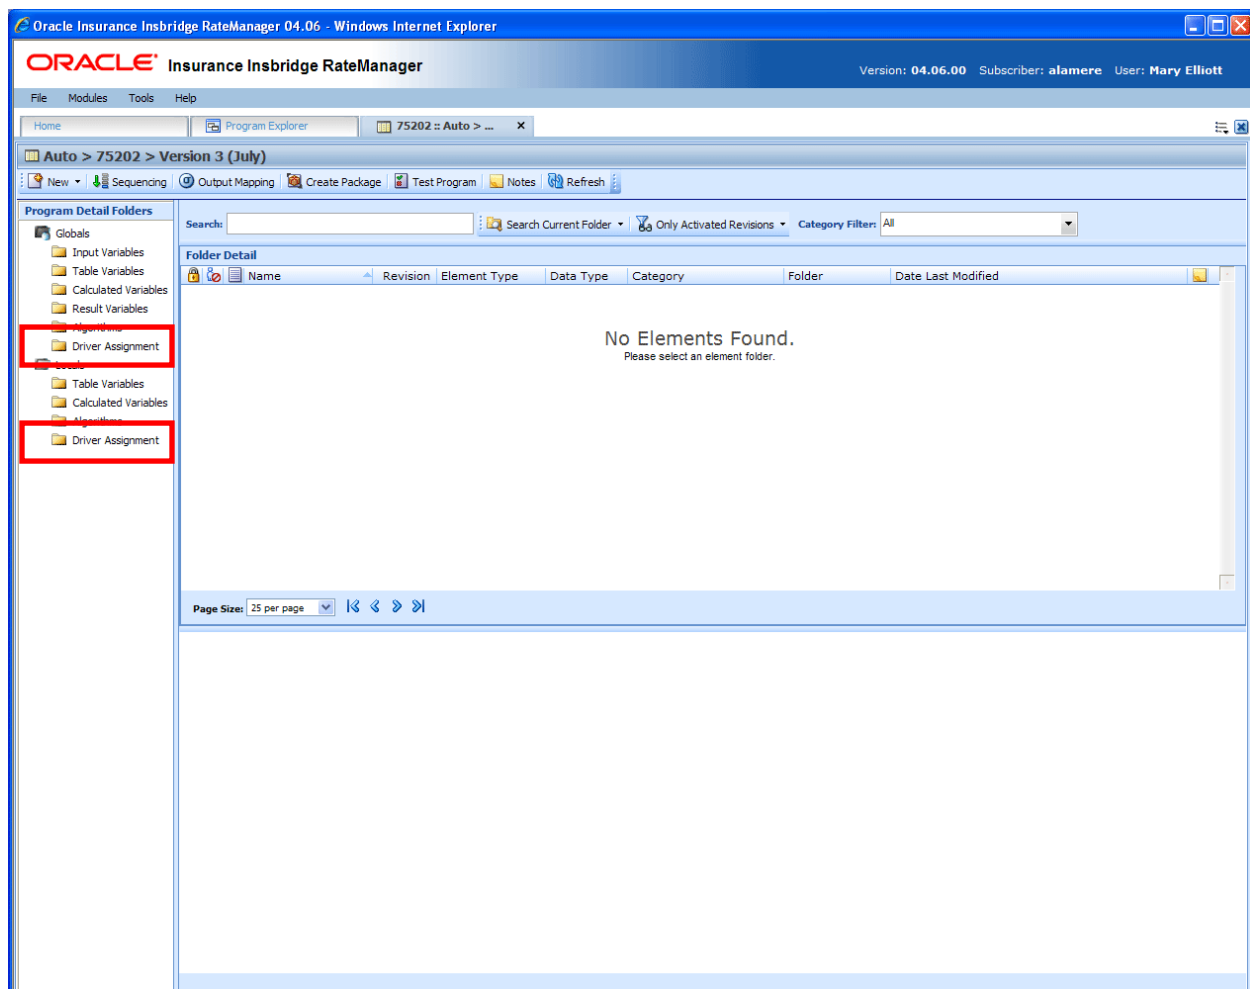 Oracle Insurance Insbridge RateManager 04.06 - Windows Internet Explorer
ORACLE Insurance Insbridge RateManager
Version: 04.06.00 Subscriber: alamere User: Mary Elliott
File Modules Tools Help
Home Program Explorer 75202 :: Auto > ...
Auto > 75202 > Version 3 (July)
New Sequencing Output Mapping Create Package Test Program Notes Refresh
Program Detail Folders
Globals
Input Variables
Table Variables
Calculated Variables
Result Variables
Algorithms
Driver Assignment
Locals
Table Variables
Calculated Variables
Algorithms
Driver Assignment
Search: Search Current Folder Only Activated Revisions Category Filter: All
Folder Detail
Name Revision Element Type Data Type Category Folder Date Last Modified
No Elements Found.
Please select an element folder.
Page Size: 25 per page